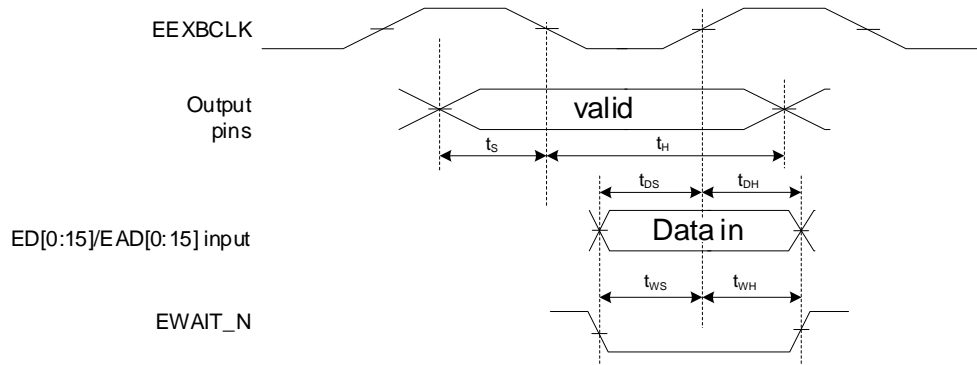 EEXBCLK
Output
pins
valid
tS
tH
tDS
tDH
ED[0:15]/EAD[0:15] input
Data in
tWS
tWH
EWAIT_N